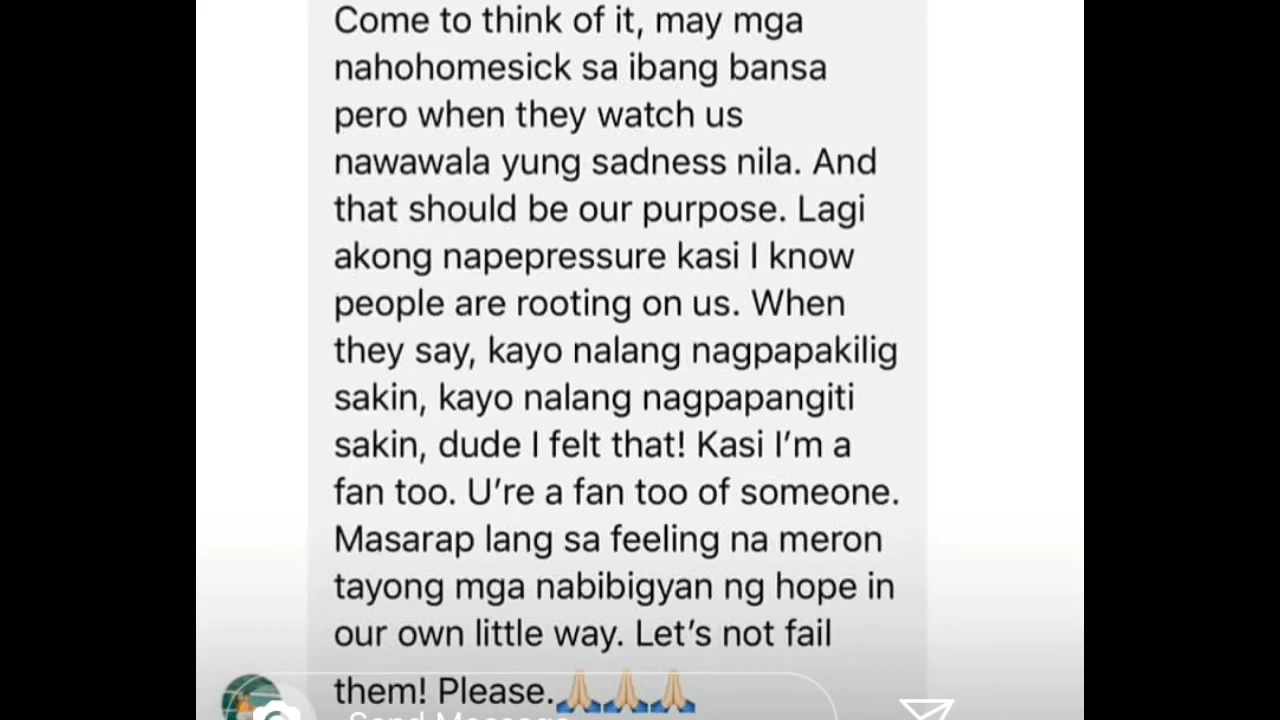 Come to think of it, may mga
nahohomesick sa ibang bansa
pero when they watch us
nawawala yung sadness nila. And
that should be our purpose. Lagi
akong napepressure kasi I know
people are rooting on us. When
they say, kayo nalang nagpapakilig
sakin, kayo nalang nagpapangiti
sakin, dude I felt that! Kasi I’m a
fan too. U’re a fan too of someone.
Masarap lang sa feeling na meron
tayong mga nabibigyan ng hope in
our own little way. Let’s not fail
them! Please.🙏🏼🙏🏼🙏🏼
Send Message